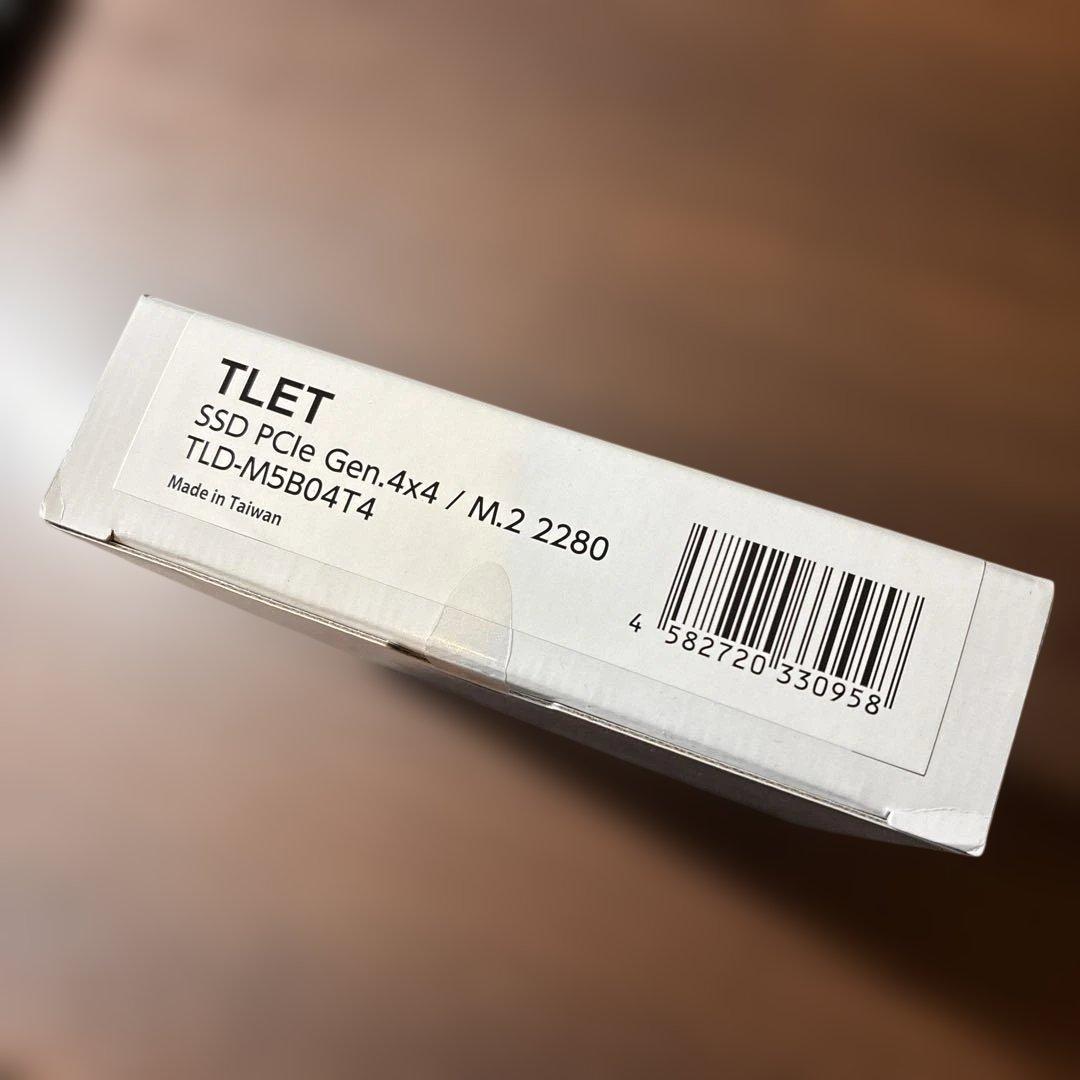 TLET
SSD PCIe Gen.4x4 / M.2 2280
TLD-M5B04T4
Made in Taiwan
4 582720 330958